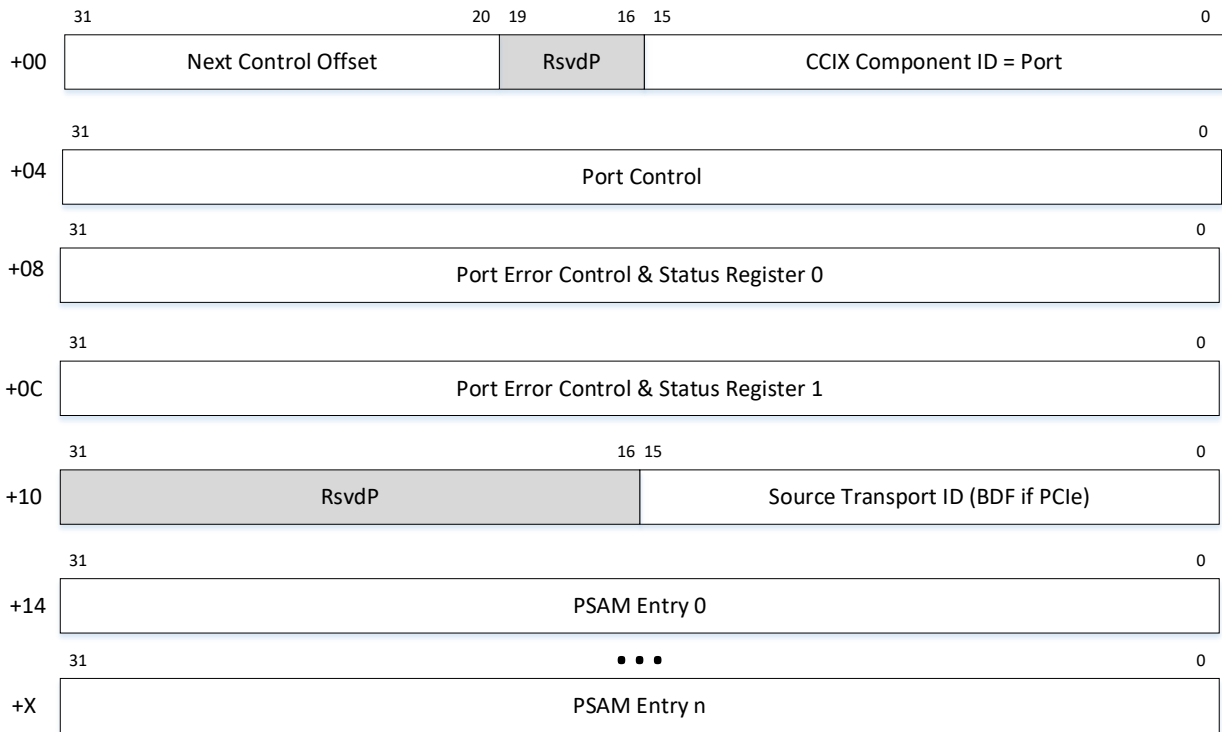 31 20 19 16 15 0
+00 Next Control Offset RsvdP CCIX Component ID = Port
31 0
+04 Port Control
31 0
+08 Port Error Control & Status Register 0
31 0
+0C Port Error Control & Status Register 1
31 16 15 0
+10 RsvdP Source Transport ID (BDF if PCIe)
31 0
+14 PSAM Entry 0
31 ••• 0
+X PSAM Entry n